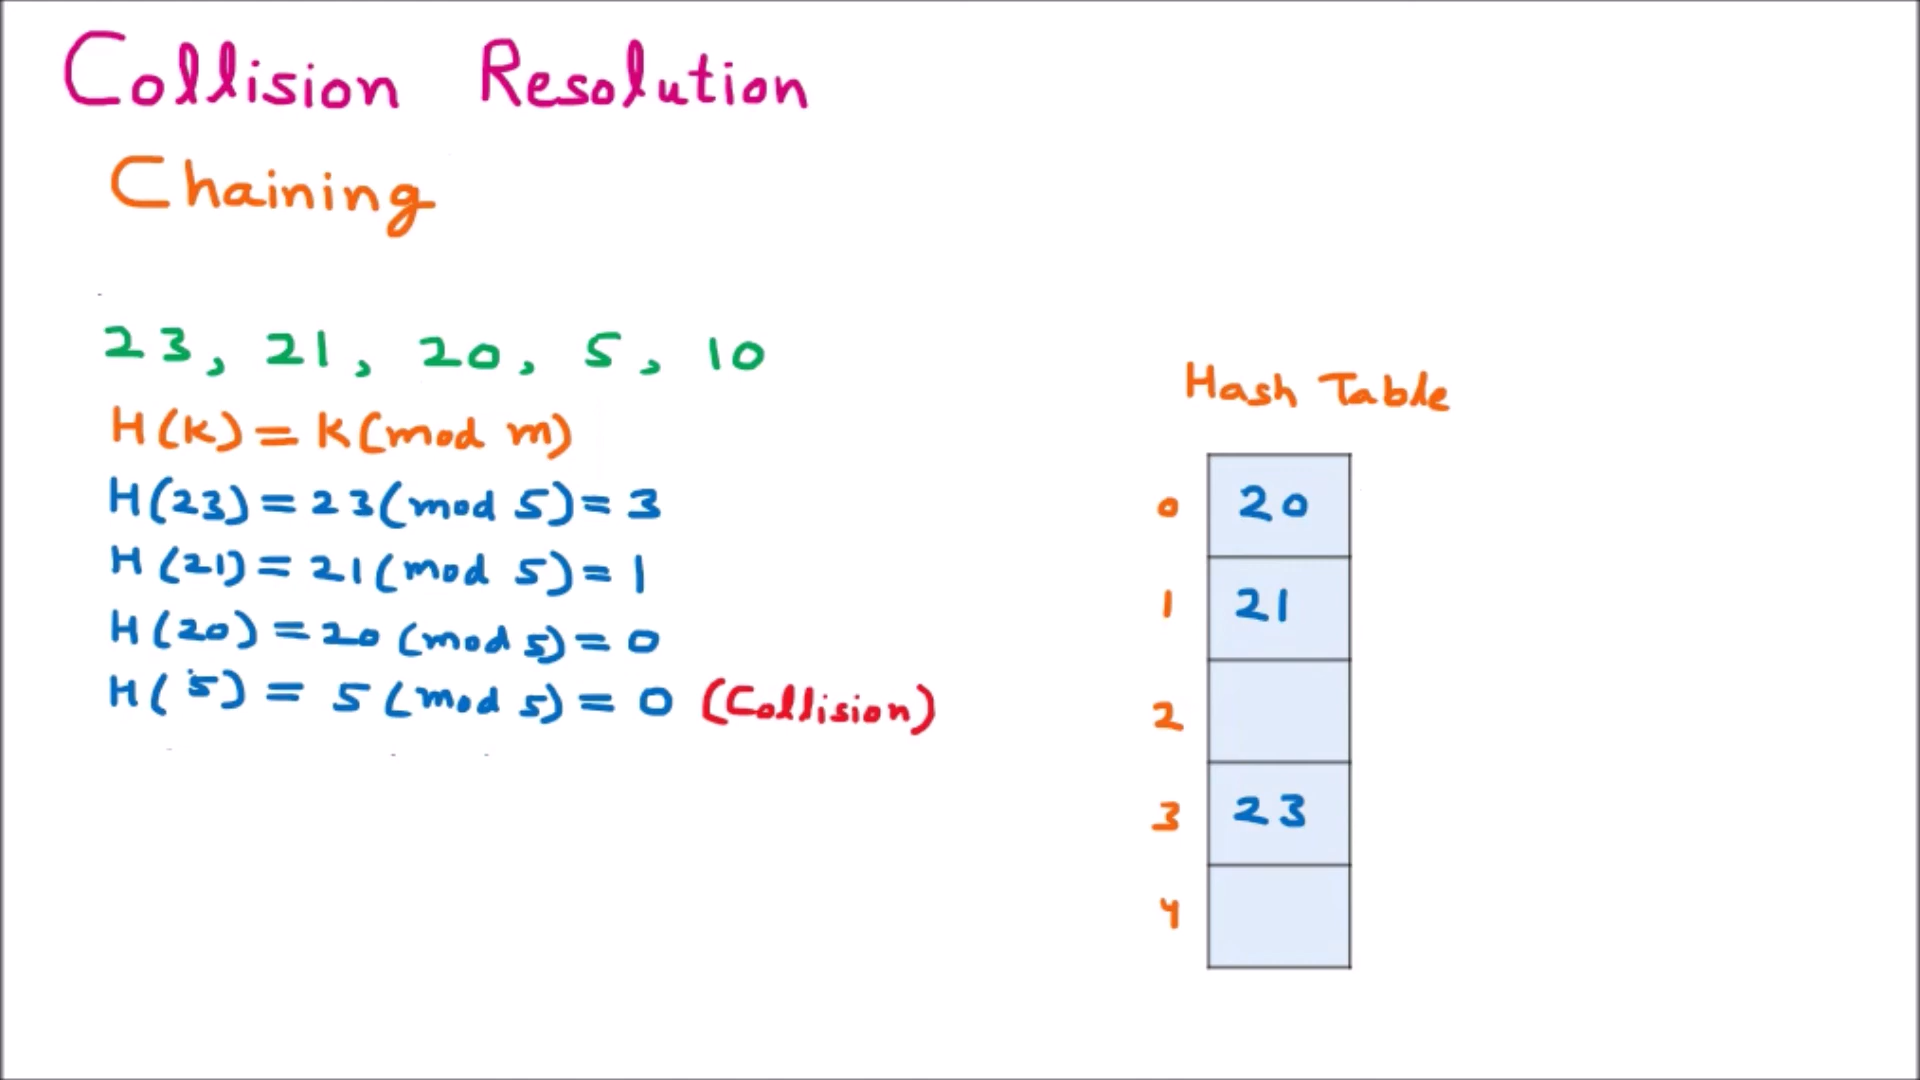 Collision Resolution
Chaining
23, 21, 20, 5, 10
H(k) = k(mod m)
H(23) = 23(mod 5) = 3
H(21) = 21(mod 5) = 1
H(20) = 20(mod 5) = 0
H(5) = 5(mod 5) = 0 (Collision)
Hash Table
0 20
1 21
2
3 23
4